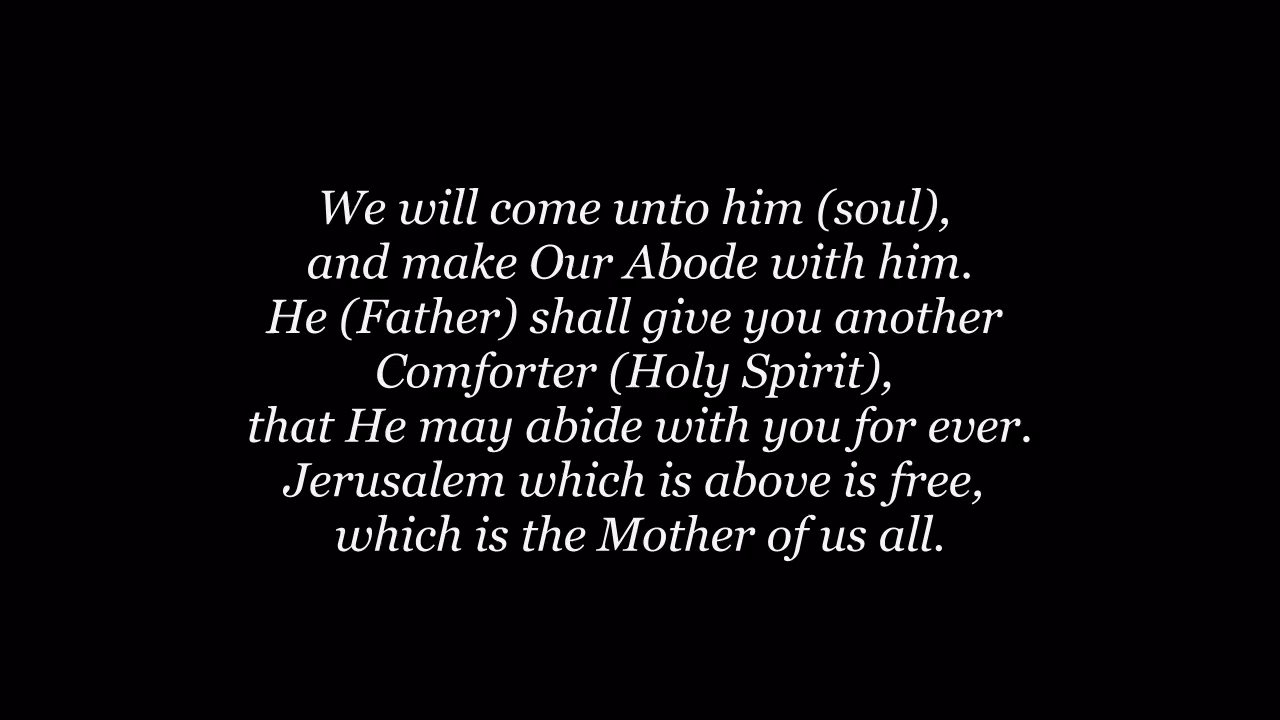 We will come unto him (soul),
and make Our Abode with him.
He (Father) shall give you another
Comforter (Holy Spirit),
that He may abide with you for ever.
Jerusalem which is above is free,
which is the Mother of us all.